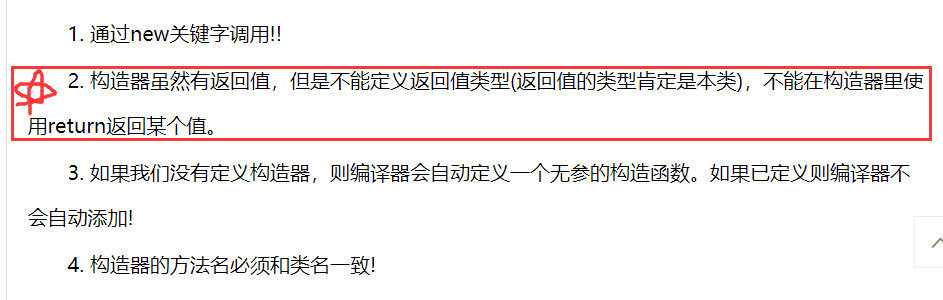 1. 通过new关键字调用!!
2. 构造器虽然有返回值，但是不能定义返回值类型(返回值的类型肯定是本类)，不能在构造器里使
用return返回某个值。
3. 如果我们没有定义构造器，则编译器会自动定义一个无参的构造函数。如果已定义则编译器不
会自动添加!
4. 构造器的方法名必须和类名一致!